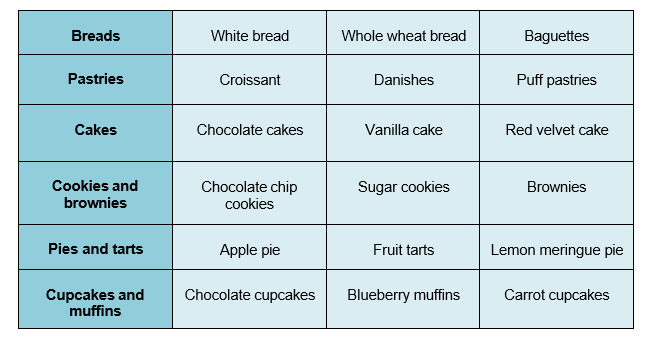 Breads White bread Whole wheat bread Baguettes
Pastries Croissant Danishes Puff pastries
Cakes Chocolate cakes Vanilla cake Red velvet cake
Cookies and brownies Chocolate chip cookies Sugar cookies Brownies
Pies and tarts Apple pie Fruit tarts Lemon meringue pie
Cupcakes and muffins Chocolate cupcakes Blueberry muffins Carrot cupcakes